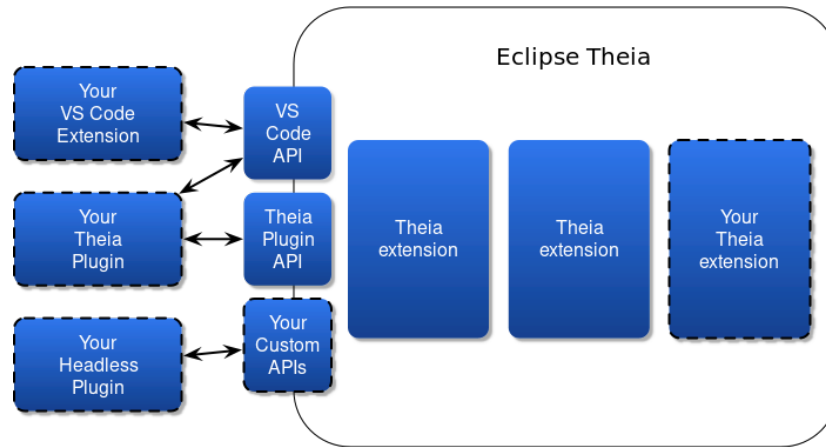 Eclipse Theia
Your
VS Code
Extension
VS
Code
API
Your
Theia
Plugin
Theia
Plugin
API
Your
Headless
Plugin
Your
Custom
APIs
Theia
extension
Theia
extension
Your
Theia
extension